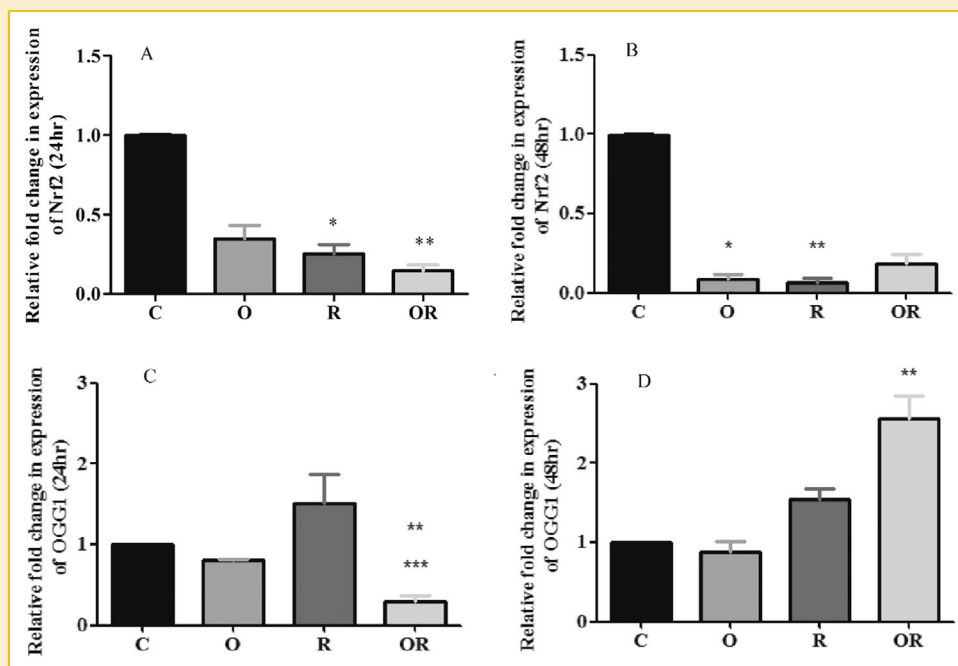 A
Relative fold change in expression
of Nrf2 (24hr)
1.5
1.0
0.5
0.0
*
**
C O R OR
B
Relative fold change in expression
of Nrf2 (48hr)
1.5
1.0
0.5
0.0
*
**
C O R OR
C
Relative fold change in expression
of OGG1 (24hr)
3
2
1
0
**
***
C O R OR
D
Relative fold change in expression
of OGG1 (48hr)
3
2
1
0
**
C O R OR